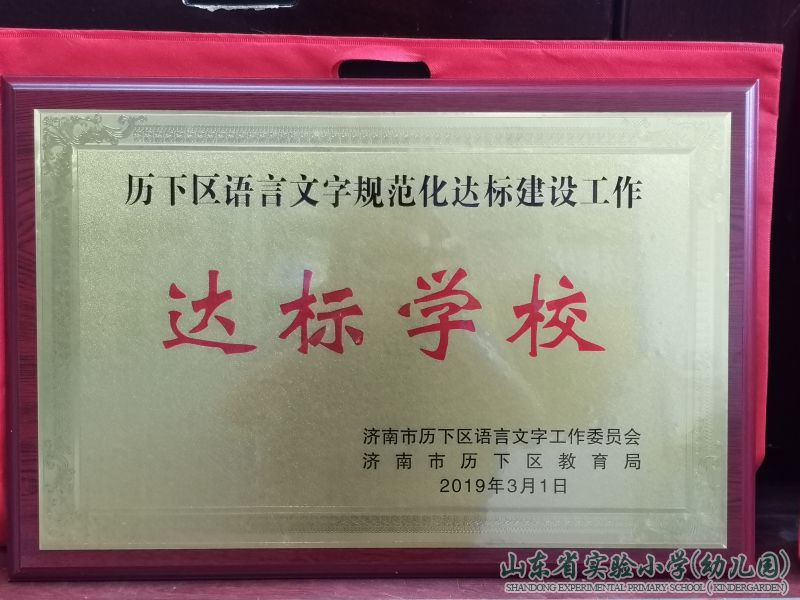 历下区语言文字规范化达标建设工作
达标学校
济南市历下区语言文字工作委员会
济南市历下区教育局
2019年3月1日
山东省实验小学(幼儿园)
SHANDONG EXPERIMENTAL PRIMARY SCHOOL ( KINDERGARDEN)